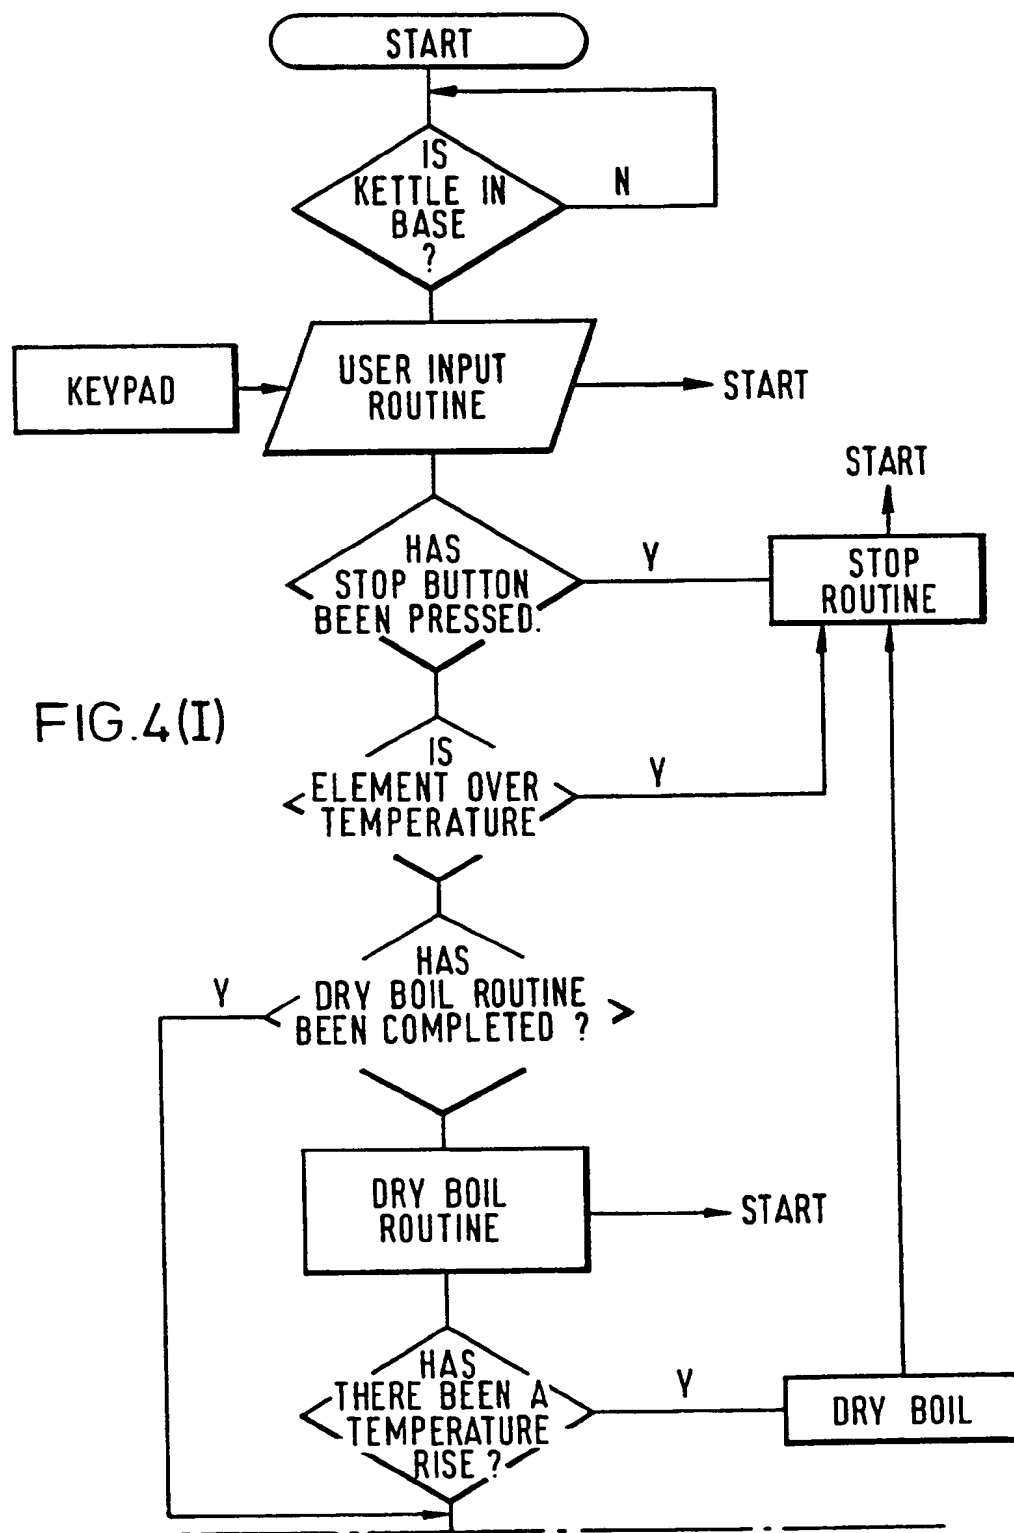 START
IS
KETTLE IN
BASE
?
N
KEYPAD
USER INPUT
ROUTINE
START
START
HAS
STOP BUTTON
BEEN PRESSED.
Y
STOP
ROUTINE
FIG.4(I)
IS
ELEMENT OVER
TEMPERATURE
Y
HAS
DRY BOIL ROUTINE
BEEN COMPLETED ?
Y
DRY BOIL
ROUTINE
START
HAS
THERE BEEN A
TEMPERATURE
RISE ?
Y
DRY BOIL